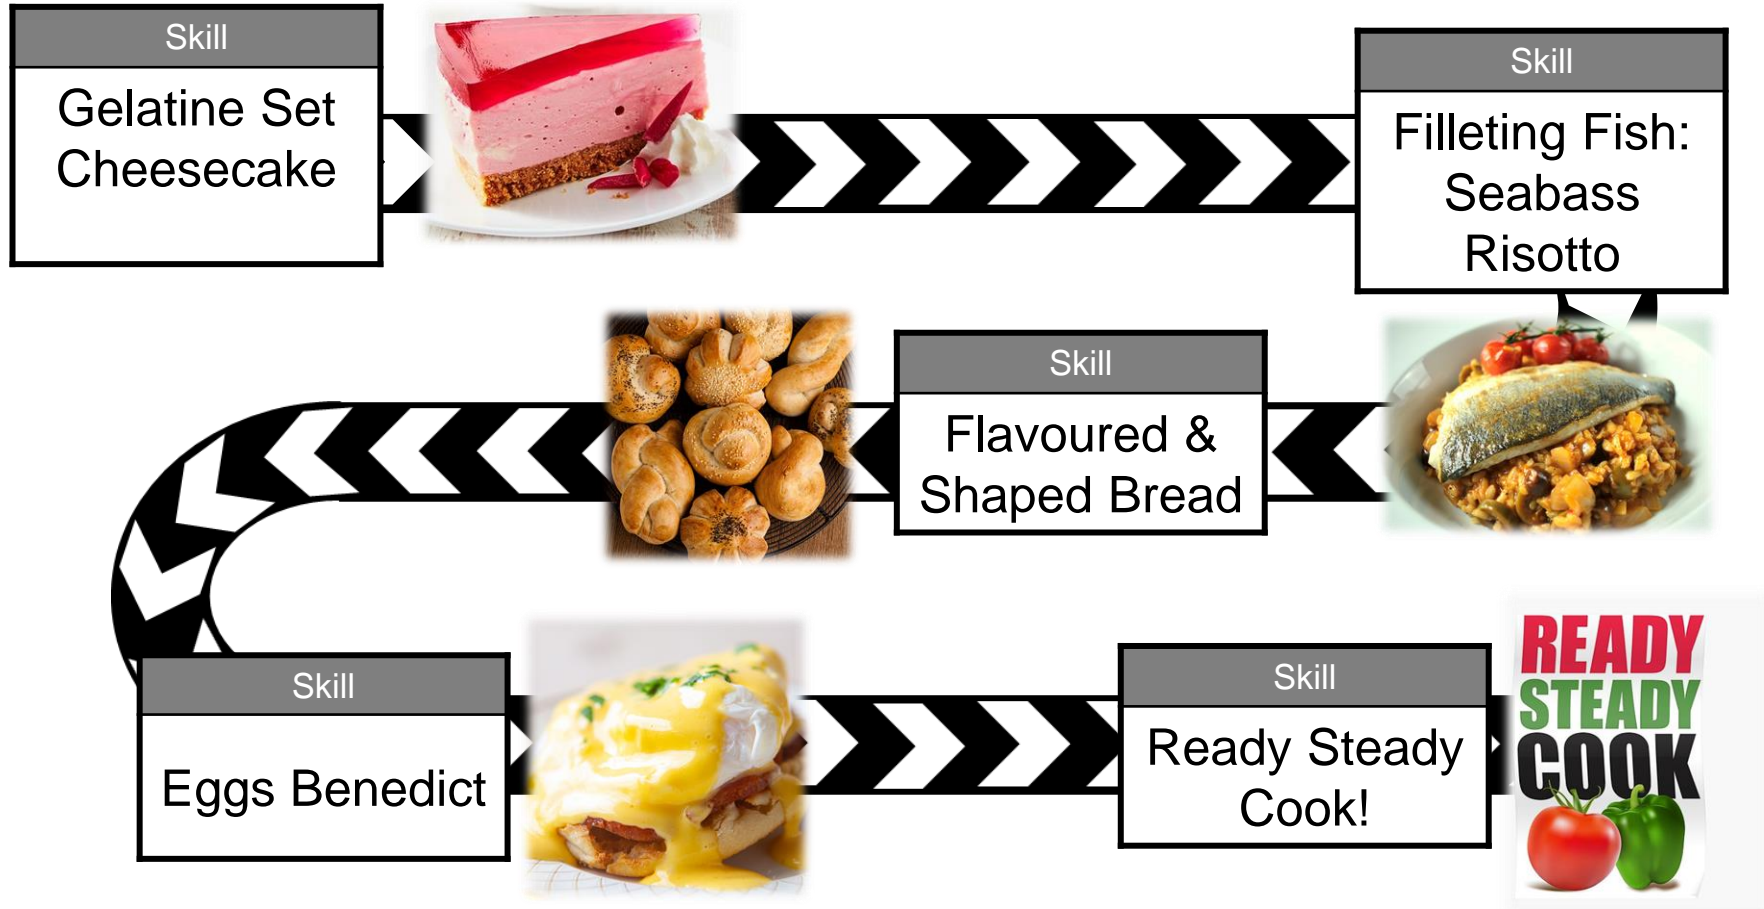 Skill
Gelatine Set
Cheesecake
Skill
Filleting Fish:
Seabass
Risotto
Skill
Flavoured &
Shaped Bread
Skill
Eggs Benedict
Skill
Ready Steady
Cook!
READY
STEADY
COOK